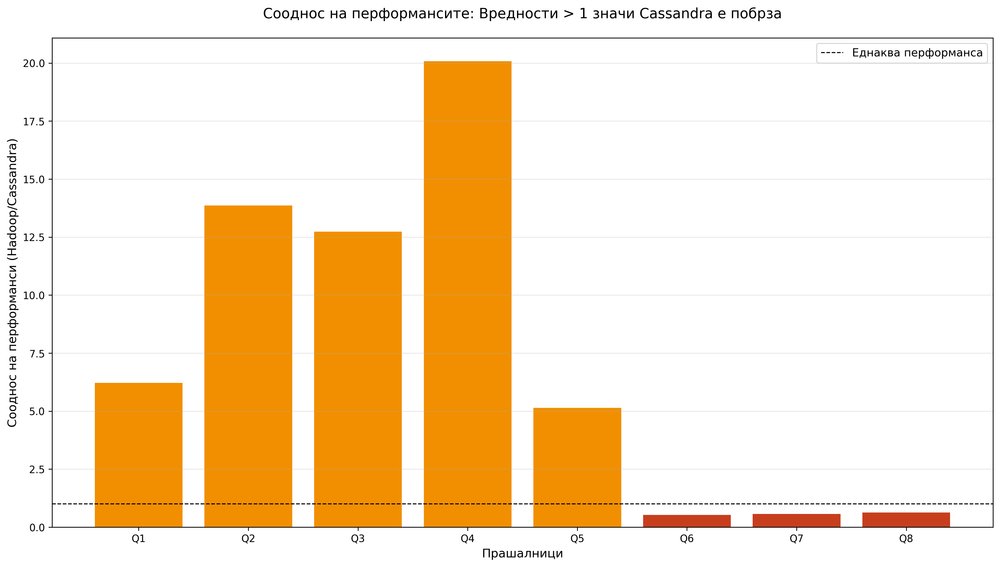 Сооднос на перформансите: Вредности > 1 значи Cassandra е побрза
Еднаква перформанса
Сооднос на перформанси (Hadoop/Cassandra)
20.0
17.5
15.0
12.5
10.0
7.5
5.0
2.5
0.0
Q1 Q2 Q3 Q4 Q5 Q6 Q7 Q8
Прашалници